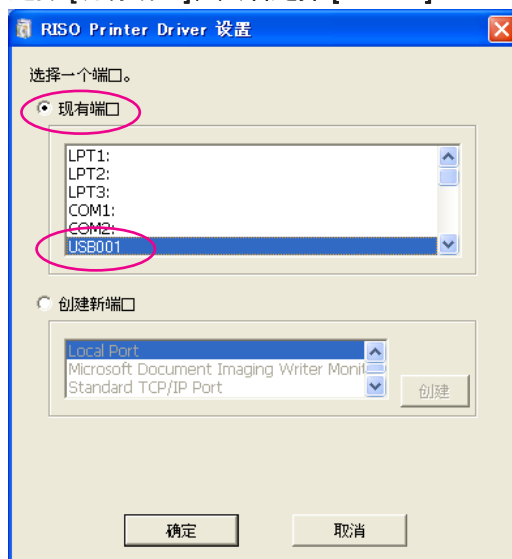 RISO Printer Driver 设置
选择一个端口。
现有端口
LPT1:
LPT2:
LPT3:
COM1:
COM2:
USB001
创建新端口
Local Port
Microsoft Document Imaging Writer Monit
Standard TCP/IP Port
创建
确定
取消